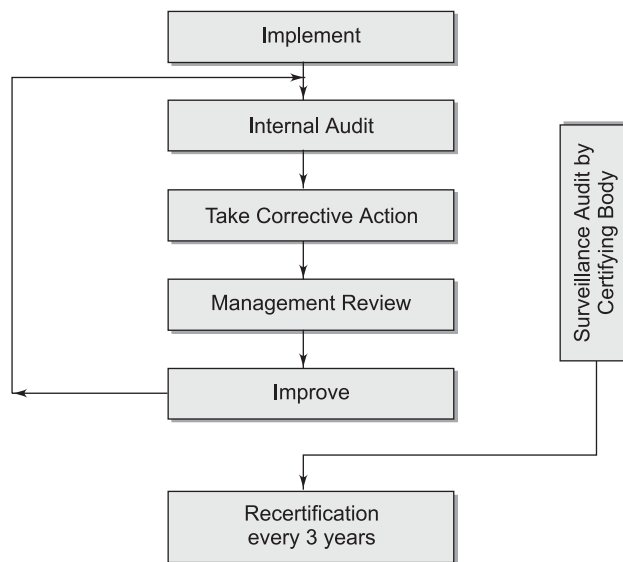 Implement
Internal Audit
Take Corrective Action
Management Review
Improve
Surveillance Audit by
Certifying Body
Recertification
every 3 years